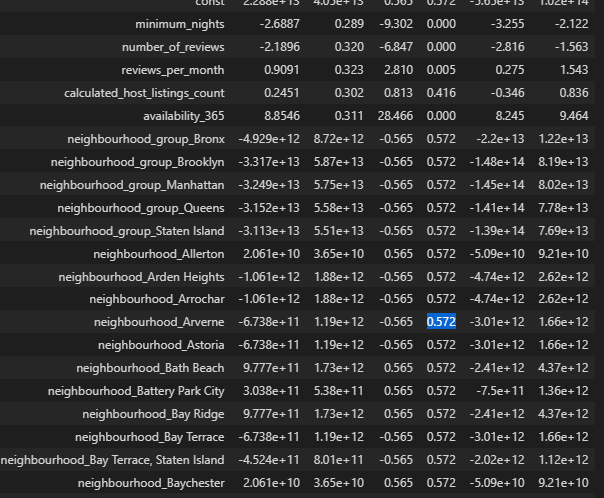 const 2.288e+13 4.05e+13 0.565 0.572 -5.65e+13 1.02e+14
minimum_nights -2.6887 0.289 -9.302 0.000 -3.255 -2.122
number_of_reviews -2.1896 0.320 -6.847 0.000 -2.816 -1.563
reviews_per_month 0.9091 0.323 2.810 0.005 0.275 1.543
calculated_host_listings_count 0.2451 0.302 0.813 0.416 -0.346 0.836
availability_365 8.8546 0.311 28.466 0.000 8.245 9.464
neighbourhood_group_Bronx -4.929e+12 8.72e+12 -0.565 0.572 -2.2e+13 1.22e+13
neighbourhood_group_Brooklyn -3.317e+13 5.87e+13 -0.565 0.572 -1.48e+14 8.19e+13
neighbourhood_group_Manhattan -3.249e+13 5.75e+13 -0.565 0.572 -1.45e+14 8.02e+13
neighbourhood_group_Queens -3.152e+13 5.58e+13 -0.565 0.572 -1.41e+14 7.78e+13
neighbourhood_group_Staten Island -3.113e+13 5.51e+13 -0.565 0.572 -1.39e+14 7.69e+13
neighbourhood_Allerton 2.061e+10 3.65e+10 0.565 0.572 -5.09e+10 9.21e+10
neighbourhood_Arden Heights -1.061e+12 1.88e+12 -0.565 0.572 -4.74e+12 2.62e+12
neighbourhood_Arrochar -1.061e+12 1.88e+12 -0.565 0.572 -4.74e+12 2.62e+12
neighbourhood_Arverne -6.738e+11 1.19e+12 -0.565 0.572 -3.01e+12 1.66e+12
neighbourhood_Astoria -6.738e+11 1.19e+12 -0.565 0.572 -3.01e+12 1.66e+12
neighbourhood_Bath Beach 9.777e+11 1.73e+12 0.565 0.572 -2.41e+12 4.37e+12
neighbourhood_Battery Park City 3.038e+11 5.38e+11 0.565 0.572 -7.5e+11 1.36e+12
neighbourhood_Bay Ridge 9.777e+11 1.73e+12 0.565 0.572 -2.41e+12 4.37e+12
neighbourhood_Bay Terrace -6.738e+11 1.19e+12 -0.565 0.572 -3.01e+12 1.66e+12
neighbourhood_Bay Terrace, Staten Island -4.524e+11 8.01e+11 -0.565 0.572 -2.02e+12 1.12e+12
neighbourhood_Baychester 2.061e+10 3.65e+10 0.565 0.572 -5.09e+10 9.21e+10